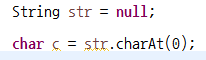 String str = null;
char c = str.charAt(0);